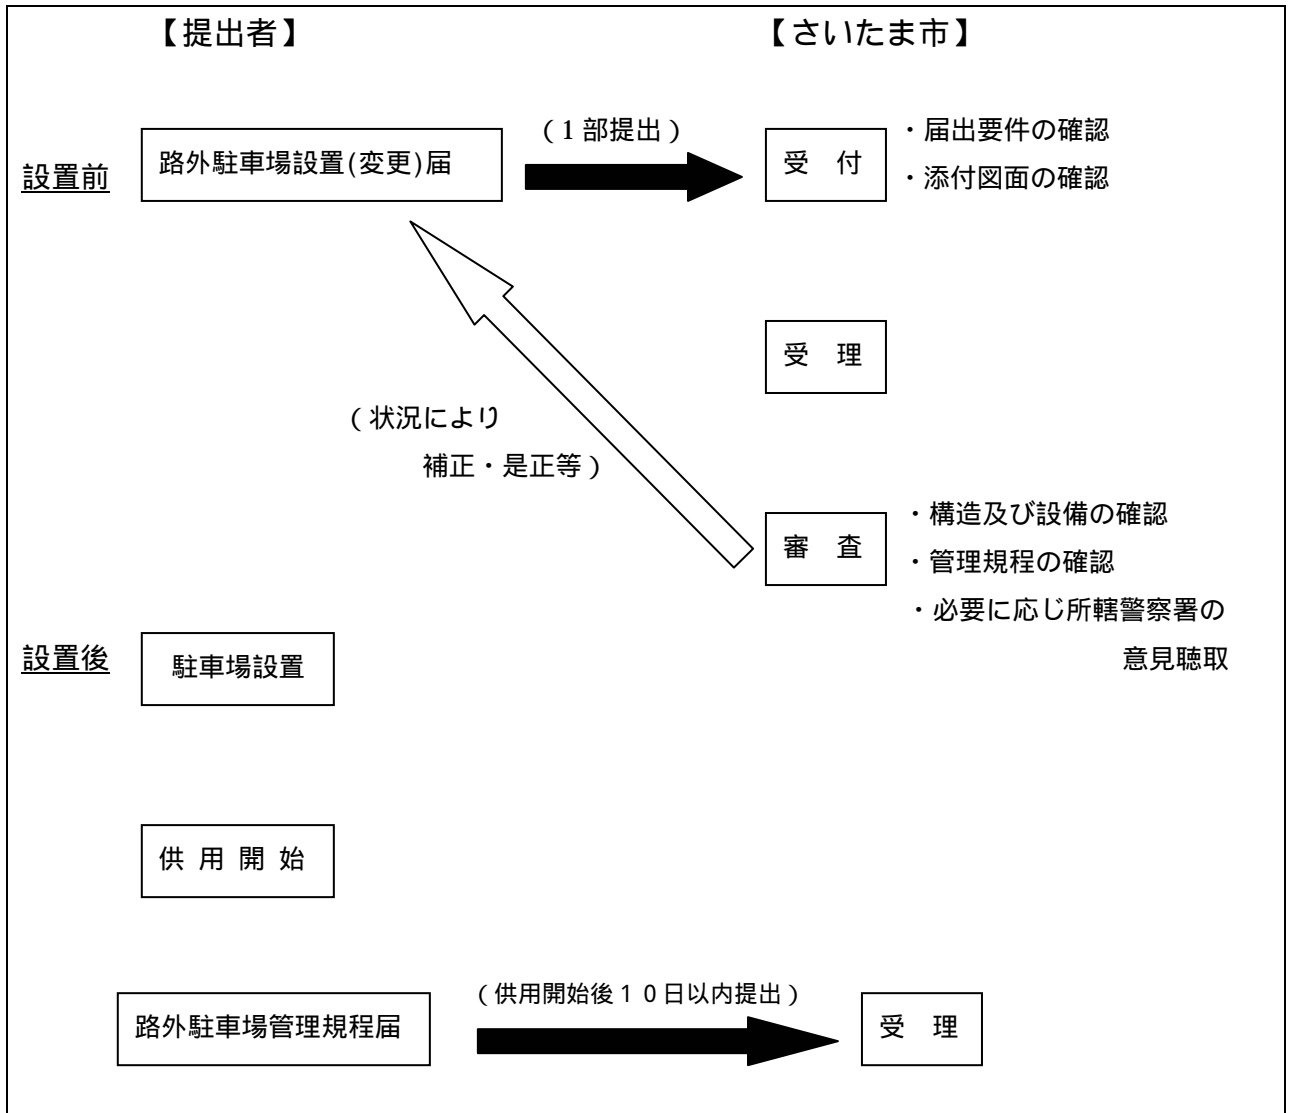 【提出者】 【さいたま市】
(1部提出)
設置前 路外駐車場設置(変更)届 受 付
・届出要件の確認
・添付図面の確認
受 理
(状況により
補正・是正等)
審 査
・構造及び設備の確認
・管理規程の確認
・必要に応じ所轄警察署の
意見聴取
設置後 駐車場設置
供 用 開 始
(供用開始後10日以内提出)
路外駐車場管理規程届 受 理